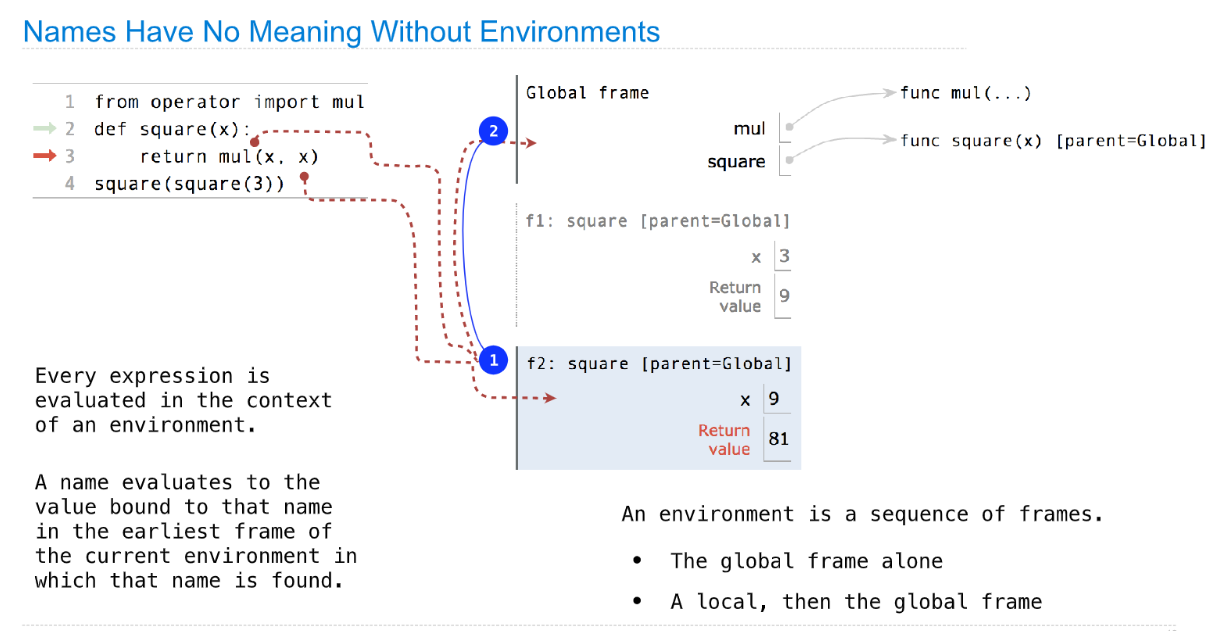 Names Have No Meaning Without Environments
1 from operator import mul
2 def square(x):
3 return mul(x, x)
4 square(square(3))
Global frame
mul
square
func mul(...)
func square(x) [parent=Global]
2
f1: square [parent=Global]
x 3
Return
value 9
1
f2: square [parent=Global]
x 9
Return
value 81
Every expression is
evaluated in the context
of an environment.
A name evaluates to the
value bound to that name
in the earliest frame of
the current environment in
which that name is found.
An environment is a sequence of frames.
• The global frame alone
• A local, then the global frame